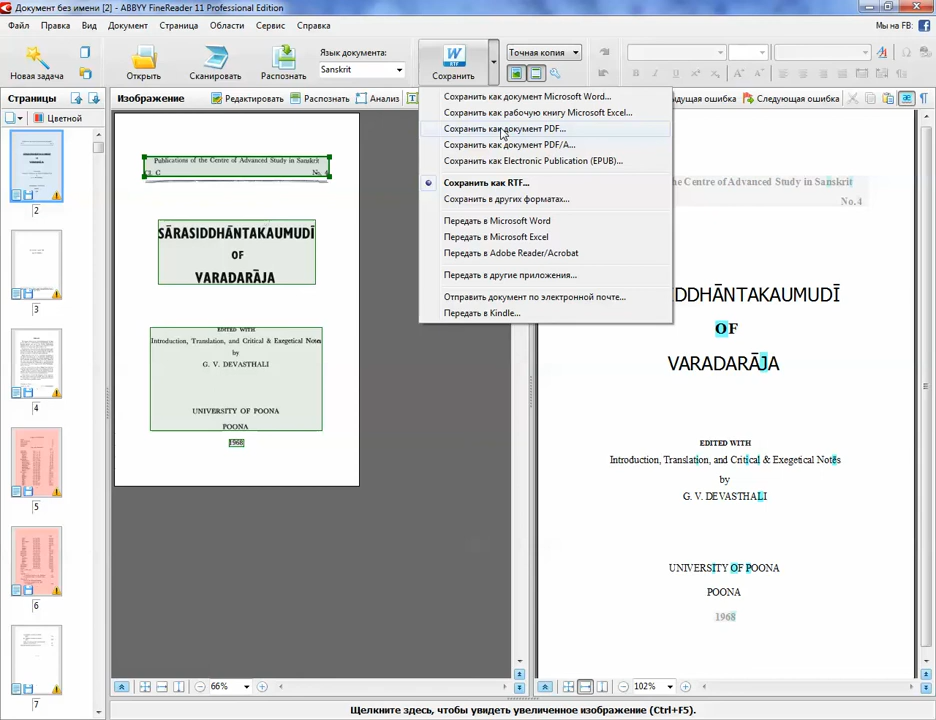 Документ без имени [2] - ABBYY FineReader 11 Professional Edition
Файл Правка Вид Документ Страница Области Сервис Справка
Мы на FB:
Новая задача
Открыть
Сканировать
Распознать
Язык документа:
Sanskrit
W
RTF
Сохранить
Точная копия
Страницы
Изображение
Редактировать
Распознать
Анализ
Следующая ошибка
Цветной
2
3
4
5
6
7
Publications of the Centre of Advanced Study in Sanskrit
Cl. C
SĀRASIDDHĀNTAKAUMUDĪ
OF
VARADARĀJA
EDITED WITH
Introduction, Translation, and Critical & Exegetical Notes
by
G. V. DEVASTHALI
UNIVERSITY OF POONA
POONA
1968
Сохранить как документ Microsoft Word...
Сохранить как рабочую книгу Microsoft Excel...
Сохранить как документ PDF...
Сохранить как документ PDF/A...
Сохранить как Electronic Publication (EPUB)...
Сохранить как RTF...
Сохранить в других форматах...
Передать в Microsoft Word
Передать в Microsoft Excel
Передать в Adobe Reader/Acrobat
Передать в другие приложения...
Отправить документ по электронной почте...
Передать в Kindle...
he Centre of Advanced Study in Sanskrit
No. 4
DDHĀNTAKAUMUDĪ
OF
VARADARĀJA
EDITED WITH
Introduction, Translation, and Critical & Exegetical Notes
by
G. V. DEVASTHALI
UNIVERSITY OF POONA
POONA
1968
66%
102%
Щелкните здесь, чтобы увидеть увеличенное изображение (Ctrl+F5).